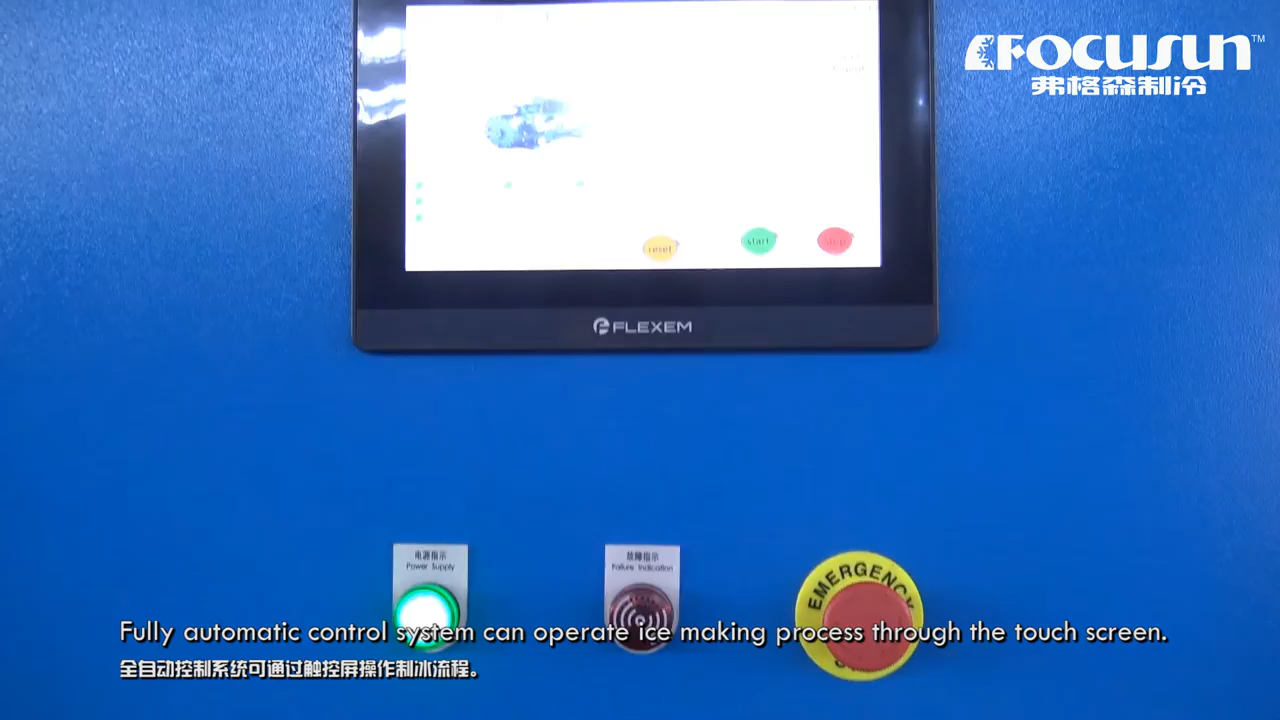 FOCUSUN™
弗格森制冷
reset
start
stop
FLEXEM
电源指示
Power Supply
故障指示
Failure Indication
EMERGENCY
Fully automatic control system can operate ice making process through the touch screen.
全自动控制系统可通过触控屏操作制冰流程。